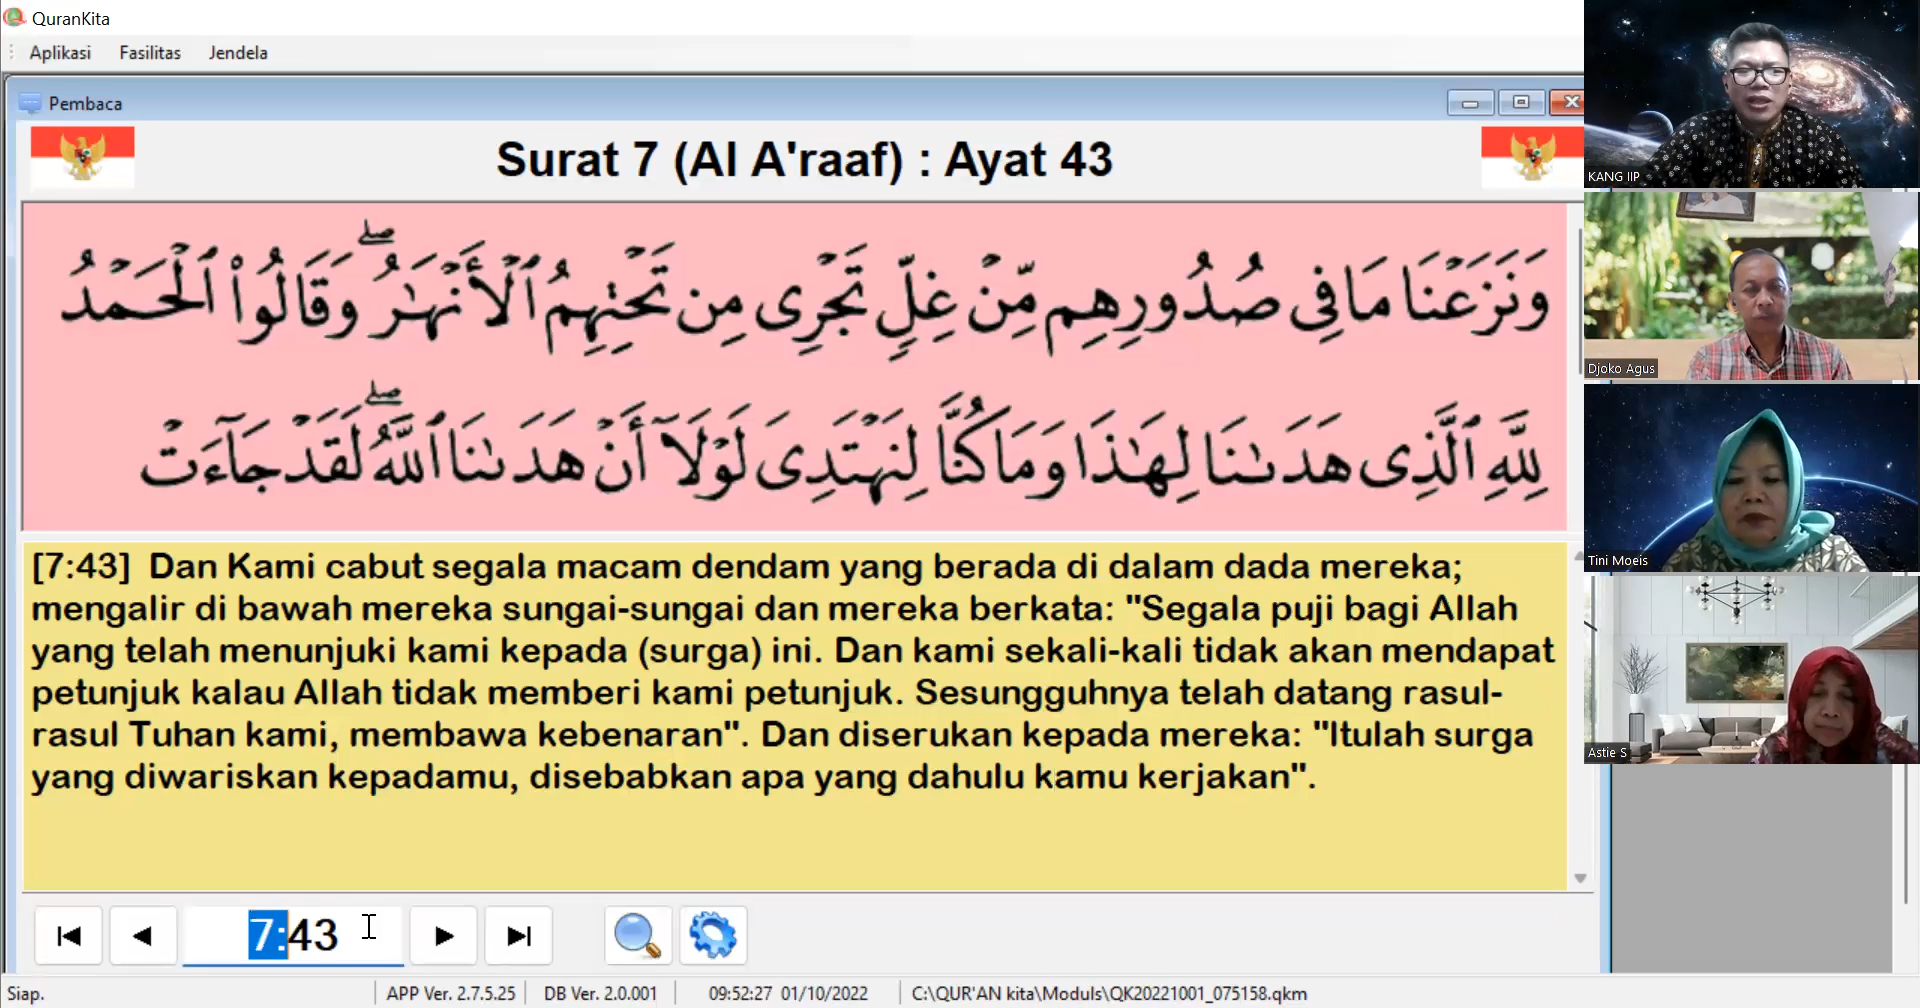 QuranKita
Aplikasi Fasilitas Jendela
Pembaca
Surat 7 (Al A'raaf) : Ayat 43
وَنَزَعْنَا مَا فِى صُدُورِهِم مِّنْ غِلٍّ تَجْرِى مِن تَحْتِهِمُ ٱلْأَنْهَـٰرُ ۖ وَقَالُوا۟ ٱلْحَمْدُ
لِلَّهِ ٱلَّذِى هَدَىٰنَا لِهَـٰذَا وَمَا كُنَّا لِنَهْتَدِىَ لَوْلَآ أَنْ هَدَىٰنَا ٱللَّهُ ۖ لَقَدْ جَآءَتْ
[7:43] Dan Kami cabut segala macam dendam yang berada di dalam dada mereka;
mengalir di bawah mereka sungai-sungai dan mereka berkata: "Segala puji bagi Allah
yang telah menunjuki kami kepada (surga) ini. Dan kami sekali-kali tidak akan mendapat
petunjuk kalau Allah tidak memberi kami petunjuk. Sesungguhnya telah datang rasul-
rasul Tuhan kami, membawa kebenaran". Dan diserukan kepada mereka: "Itulah surga
yang diwariskan kepadamu, disebabkan apa yang dahulu kamu kerjakan".
7:43
Siap. APP Ver. 2.7.5.25 DB Ver. 2.0.001 09:52:27 01/10/2022 C:\QUR'AN kita\Moduls\QK20221001_075158.qkm
KANG IIP
Djoko Agus
Tini Moeis
Astie S